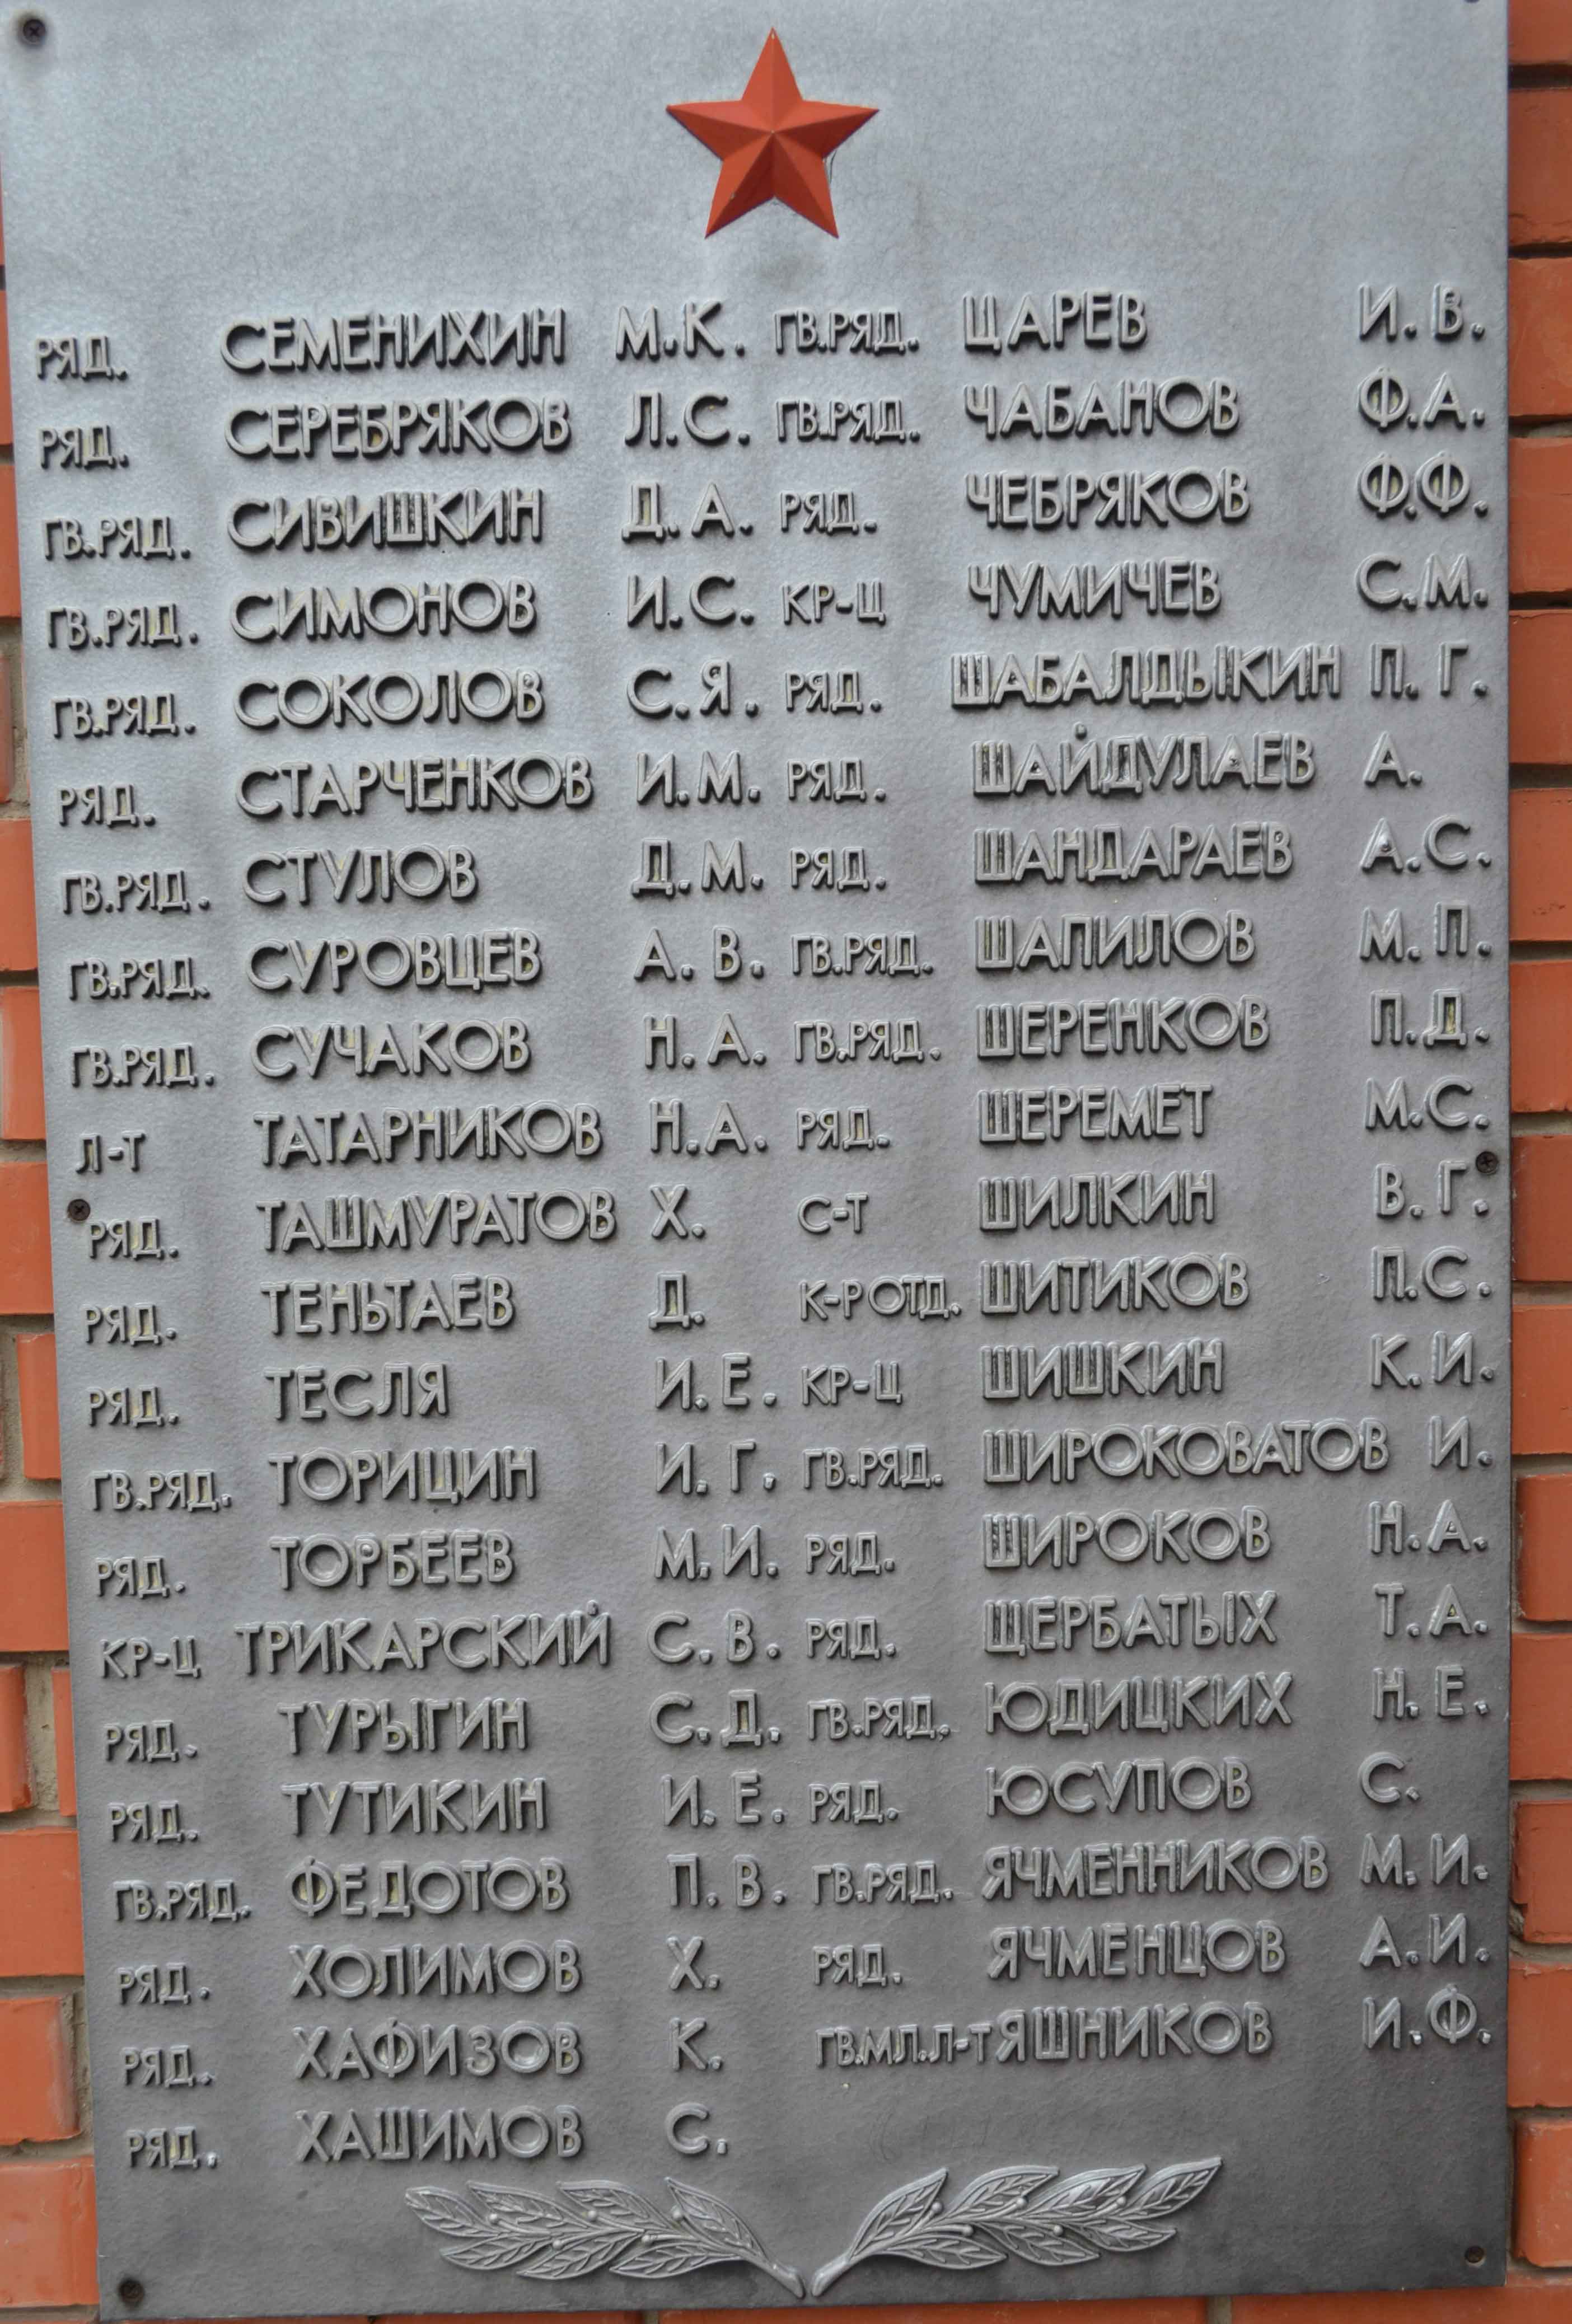 РЯД. СЕМЕНИХИН М.К.
РЯД. СЕРЕБРЯКОВ Л.С.
ГВ.РЯД. СИВИШКИН Д.А.
ГВ.РЯД. СИМОНОВ И.С.
ГВ.РЯД. СОКОЛОВ С.Я.
РЯД. СТАРЧЕНКОВ И.М.
ГВ.РЯД. СТУЛОВ Д.М.
ГВ.РЯД. СУРОВЦЕВ А.В.
ГВ.РЯД. СУЧАКОВ Н.А.
Л-Т ТАТАРНИКОВ Н.А.
РЯД. ТАШМУРАТОВ Х.
РЯД. ТЕНЬТАЕВ Д.
РЯД. ТЕСЛЯ И.Е.
ГВ.РЯД. ТОРИЦИН И.Г.
РЯД. ТОРБЕЕВ М.И.
КР-Ц ТРИКАРСКИЙ С.В.
РЯД. ТУРЫГИН С.Д.
РЯД. ТУТИКИН И.Е.
ГВ.РЯД. ФЕДОТОВ П.В.
РЯД. ХОЛИМОВ Х.
РЯД. ХАФИЗОВ К.
РЯД. ХАШИМОВ С.
ГВ.РЯД. ЦАРЕВ И.В.
ГВ.РЯД. ЧАБАНОВ Ф.А.
РЯД. ЧЕБРЯКОВ Ф.Ф.
КР-Ц ЧУМИЧЕВ С.М.
РЯД. ШАБАЛДЫКИН П.Г.
РЯД. ШАЙДУЛАЕВ А.
РЯД. ШАНДАРАЕВ А.С.
ГВ.РЯД. ШАПИЛОВ М.П.
ГВ.РЯД. ШЕРЕНКОВ П.Д.
РЯД. ШЕРЕМЕТ М.С.
С-Т ШИЛКИН В.Г.
К-Р ОТД. ШИТИКОВ П.С.
КР-Ц ШИШКИН К.И.
ГВ.РЯД. ШИРОКОВАТОВ И.
РЯД. ШИРОКОВ Н.А.
РЯД. ЩЕРБАТЫХ Т.А.
ГВ.РЯД. ЮДИЦКИХ Н.Е.
РЯД. ЮСУПОВ С.
ГВ.РЯД. ЯЧМЕННИКОВ М.И.
РЯД. ЯЧМЕНЦОВ А.И.
ГВ.МЛ.Л-Т ЯШНИКОВ И.Ф.